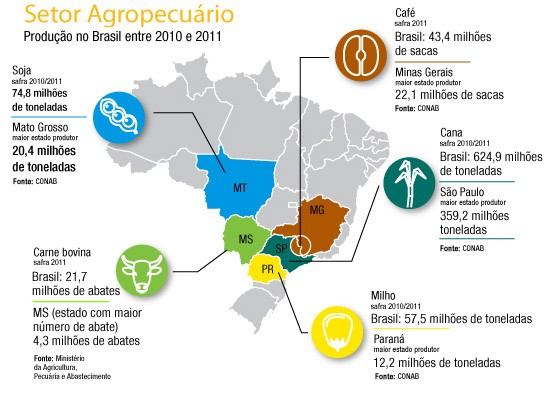 Setor Agropecuário
Produção no Brasil entre 2010 e 2011
Soja
safra 2010/2011
74,8 milhões
de toneladas
Mato Grosso
maior estado produtor
20,4 milhões
de toneladas
Fonte: CONAB
Café
safra 2011
Brasil: 43,4 milhões
de sacas
Minas Gerais
maior estado produtor
22,1 milhões de sacas
Fonte: CONAB
Cana
safra 2010/2011
Brasil: 624,9 milhões
de toneladas
São Paulo
maior estado produtor
359,2 milhões
toneladas
Fonte: CONAB
MT
MG
MS
SP
PR
Carne bovina
safra 2011
Brasil: 21,7
milhões de abates
MS (estado com maior
número de abate)
4,3 milhões de abates
Fonte: Ministério
da Agricultura,
Pecuária e Abastecimento
Milho
safra 2010/2011
Brasil: 57,5 milhões de toneladas
Paraná
maior estado produtor
12,2 milhões de toneladas
Fonte: CONAB